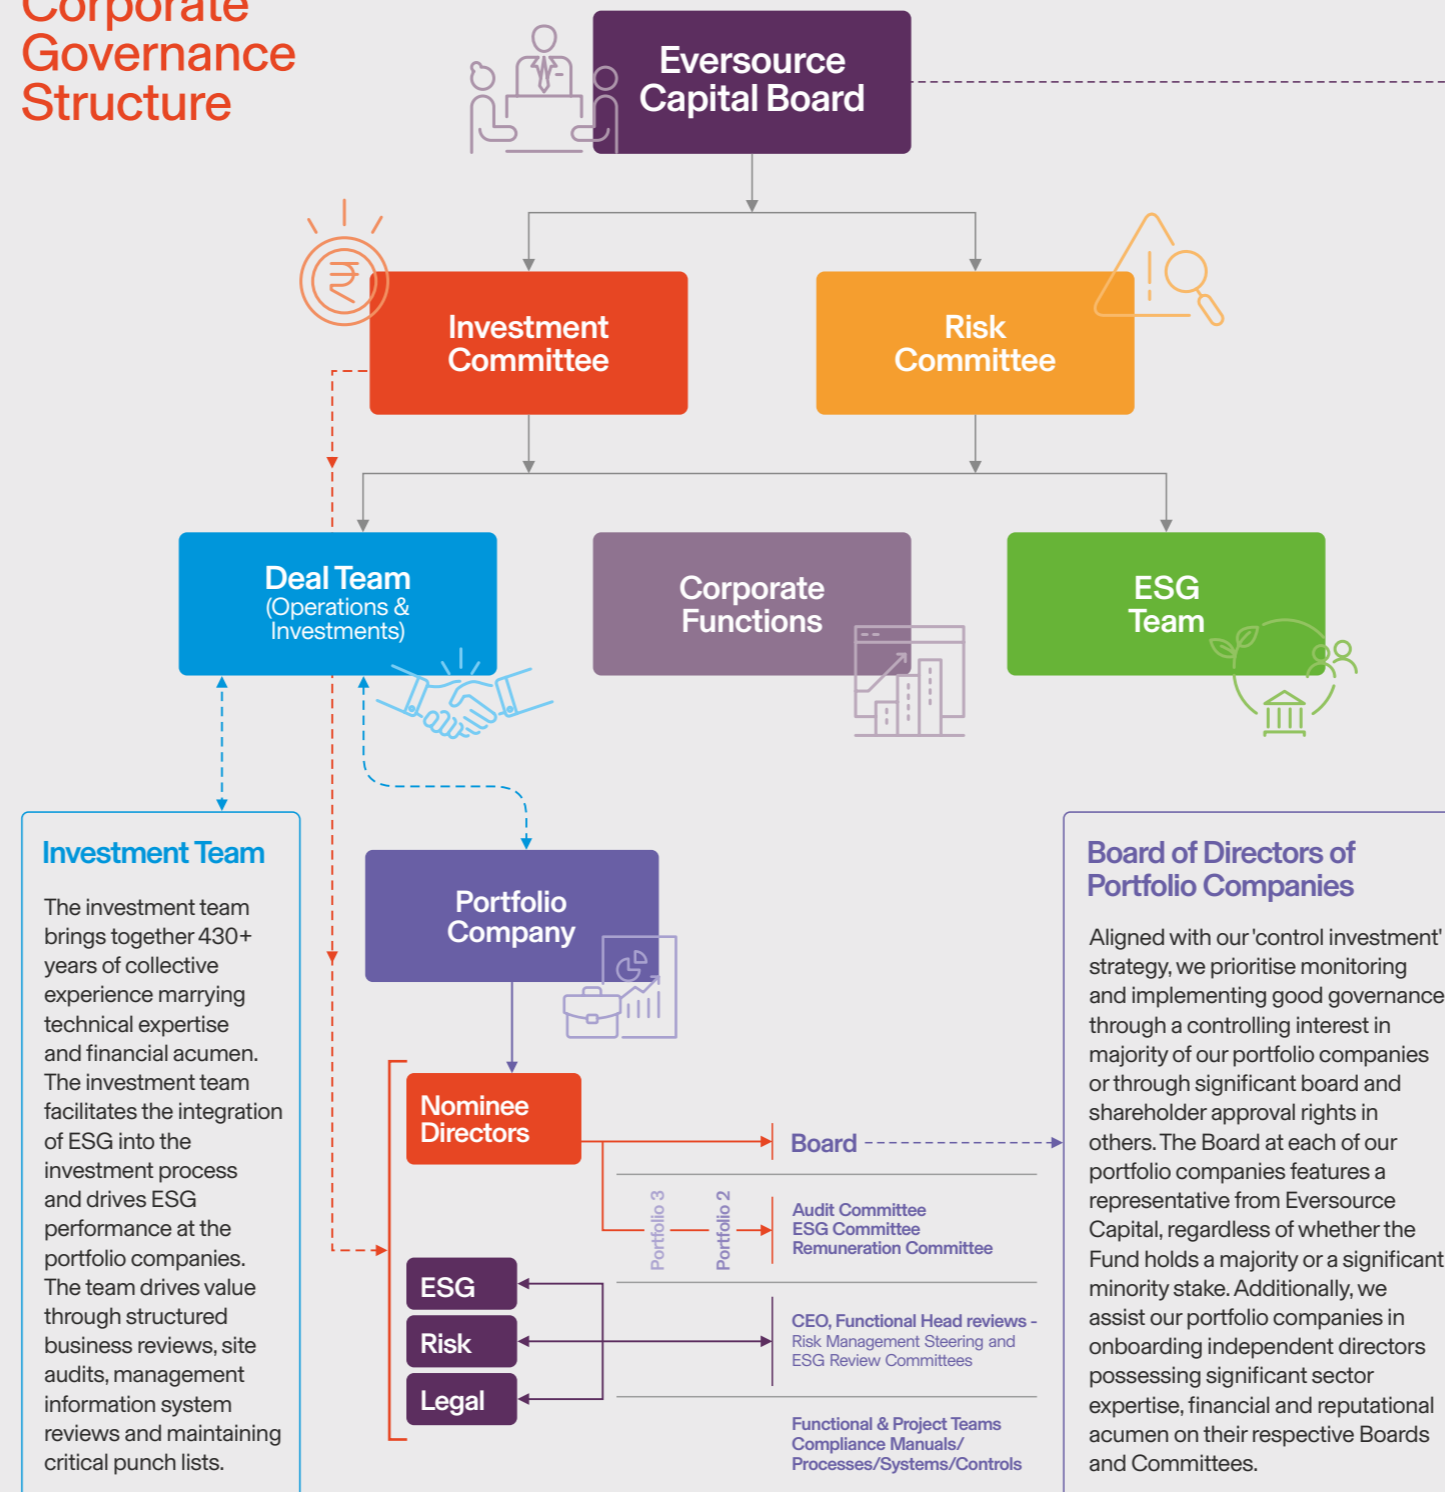 Corporate
Governance
Structure
Eversource
Capital Board
₹
Investment
Committee
Risk
Committee
Deal Team
(Operations &
Investments)
Corporate
Functions
ESG
Team
Investment Team
The investment team
brings together 430+
years of collective
experience marrying
technical expertise
and financial acumen.
The investment team
facilitates the integration
of ESG into the
investment process
and drives ESG
performance at the
portfolio companies.
The team drives value
through structured
business reviews, site
audits, management
information system
reviews and maintaining
critical punch lists.
Portfolio
Company
Nominee
Directors
ESG
Risk
Legal
Board
Portfolio 3
Portfolio 2
Audit Committee
ESG Committee
Remuneration Committee
CEO, Functional Head reviews -
Risk Management Steering and
ESG Review Committees
Functional & Project Teams
Compliance Manuals/
Processes/Systems/Controls
Board of Directors of
Portfolio Companies
Aligned with our 'control investment'
strategy, we prioritise monitoring
and implementing good governance
through a controlling interest in
majority of our portfolio companies
or through significant board and
shareholder approval rights in
others. The Board at each of our
portfolio companies features a
representative from Eversource
Capital, regardless of whether the
Fund holds a majority or a significant
minority stake. Additionally, we
assist our portfolio companies in
onboarding independent directors
possessing significant sector
expertise, financial and reputational
acumen on their respective Boards
and Committees.